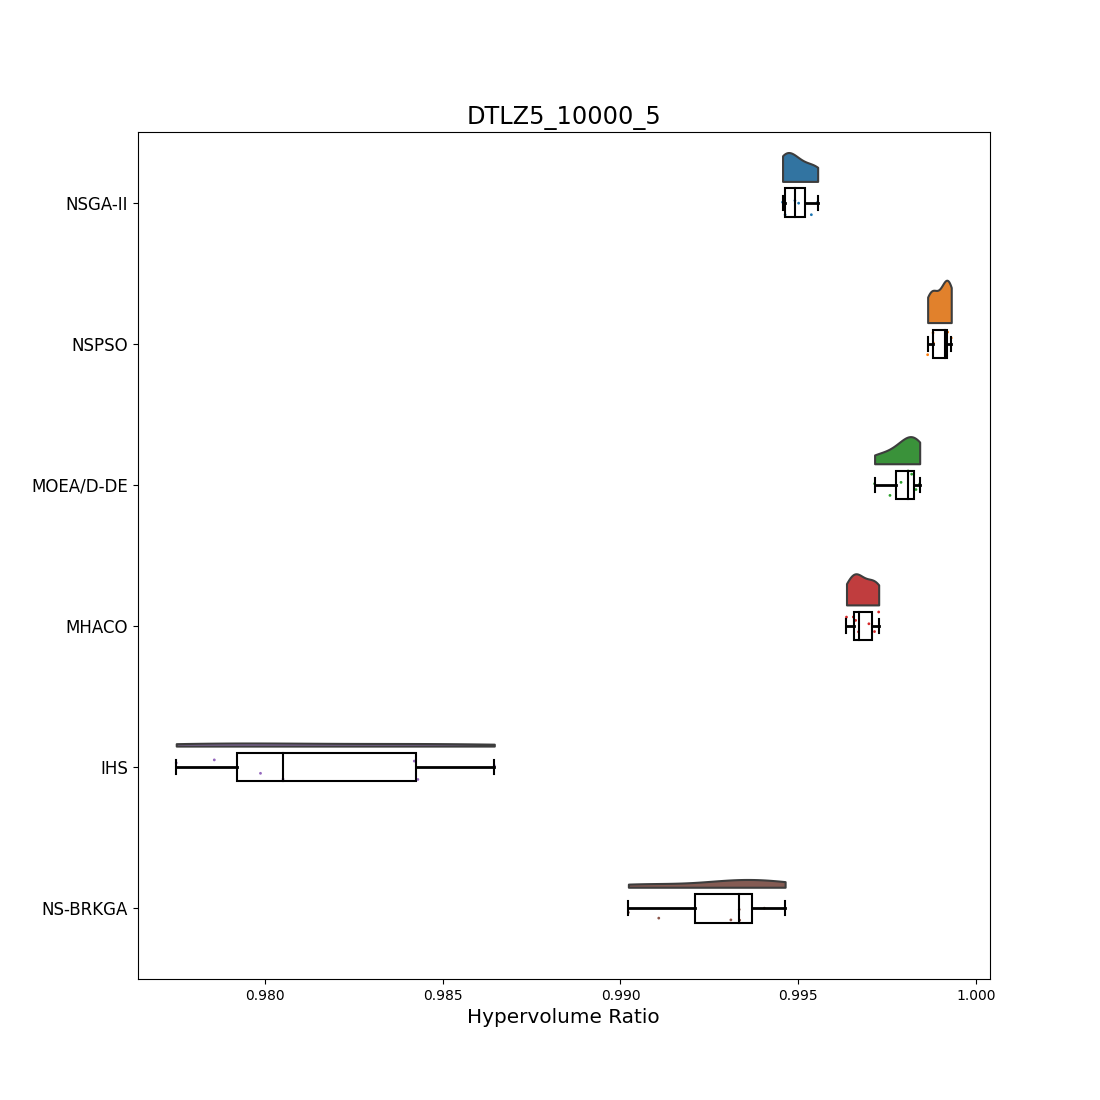 DTLZ5_10000_5
NSGA-II
NSPSO
MOEA/D-DE
MHACO
IHS
NS-BRKGA
0.980 0.985 0.990 0.995 1.000
Hypervolume Ratio